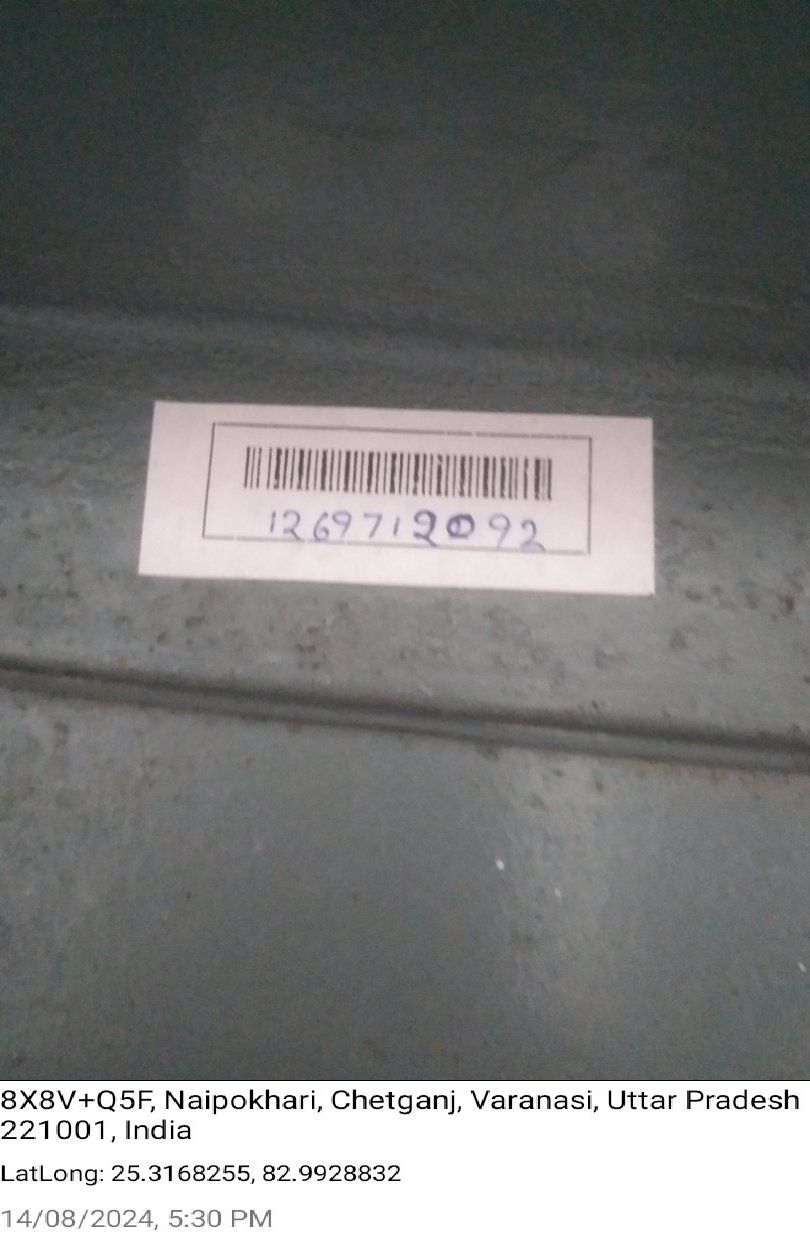 1269712092
8X8V+Q5F, Naipokhari, Chetganj, Varanasi, Uttar Pradesh
221001, India
LatLong: 25.3168255, 82.9928832
14/08/2024, 5:30 PM